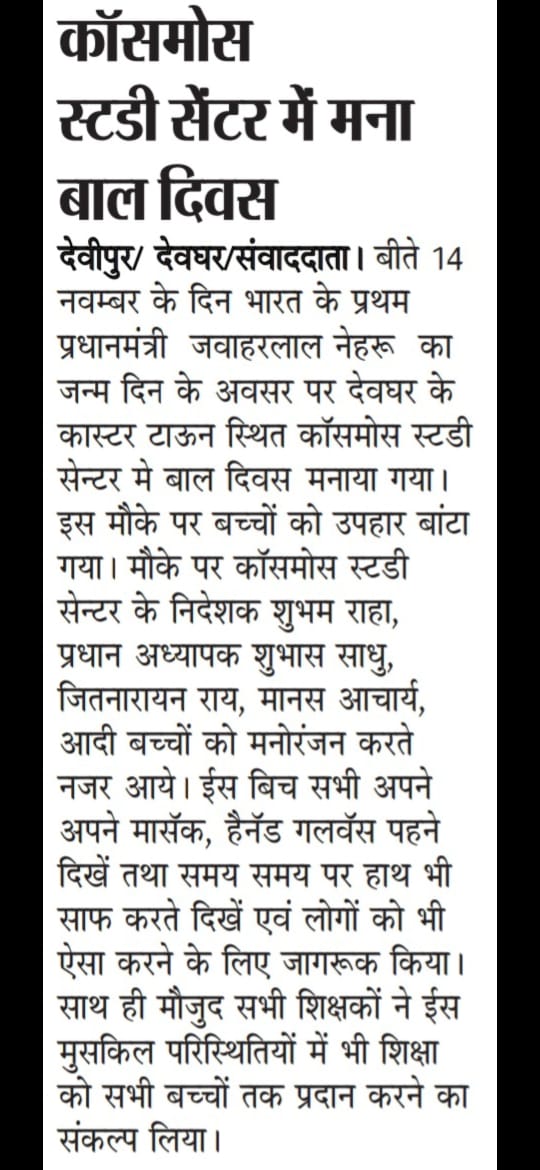 कॉसमोस
स्टडी सेंटर में मना
बाल दिवस
देवीपुर/ देवघर/संवाददाता। बीते 14
नवम्बर के दिन भारत के प्रथम
प्रधानमंत्री जवाहरलाल नेहरू का
जन्म दिन के अवसर पर देवघर के
कास्टर टाऊन स्थित कॉसमोस स्टडी
सेन्टर मे बाल दिवस मनाया गया।
इस मौके पर बच्चों को उपहार बांटा
गया। मौके पर कॉसमोस स्टडी
सेन्टर के निदेशक शुभम राहा,
प्रधान अध्यापक शुभास साधु,
जितनारायन राय, मानस आचार्य,
आदी बच्चों को मनोरंजन करते
नजर आये। ईस बिच सभी अपने
अपने मासॅक, हैनॅड गलवॅस पहने
दिखें तथा समय समय पर हाथ भी
साफ करते दिखें एवं लोगों को भी
ऐसा करने के लिए जागरूक किया।
साथ ही मौजुद सभी शिक्षकों ने ईस
मुसकिल परिस्थितियों में भी शिक्षा
को सभी बच्चों तक प्रदान करने का
संकल्प लिया।